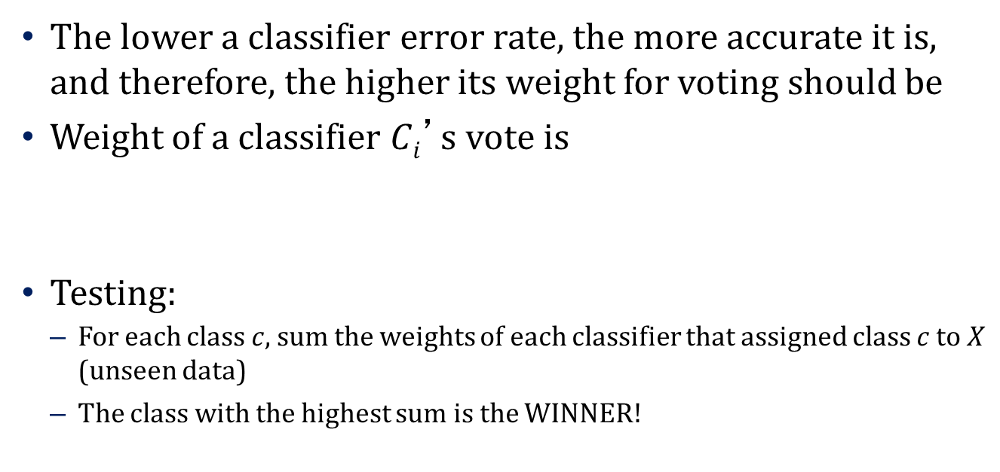 • The lower a classifier error rate, the more accurate it is,
and therefore, the higher its weight for voting should be
• Weight of a classifier Cᵢ’s vote is
• Testing:
– For each class c, sum the weights of each classifier that assigned class c to X
(unseen data)
– The class with the highest sum is the WINNER!